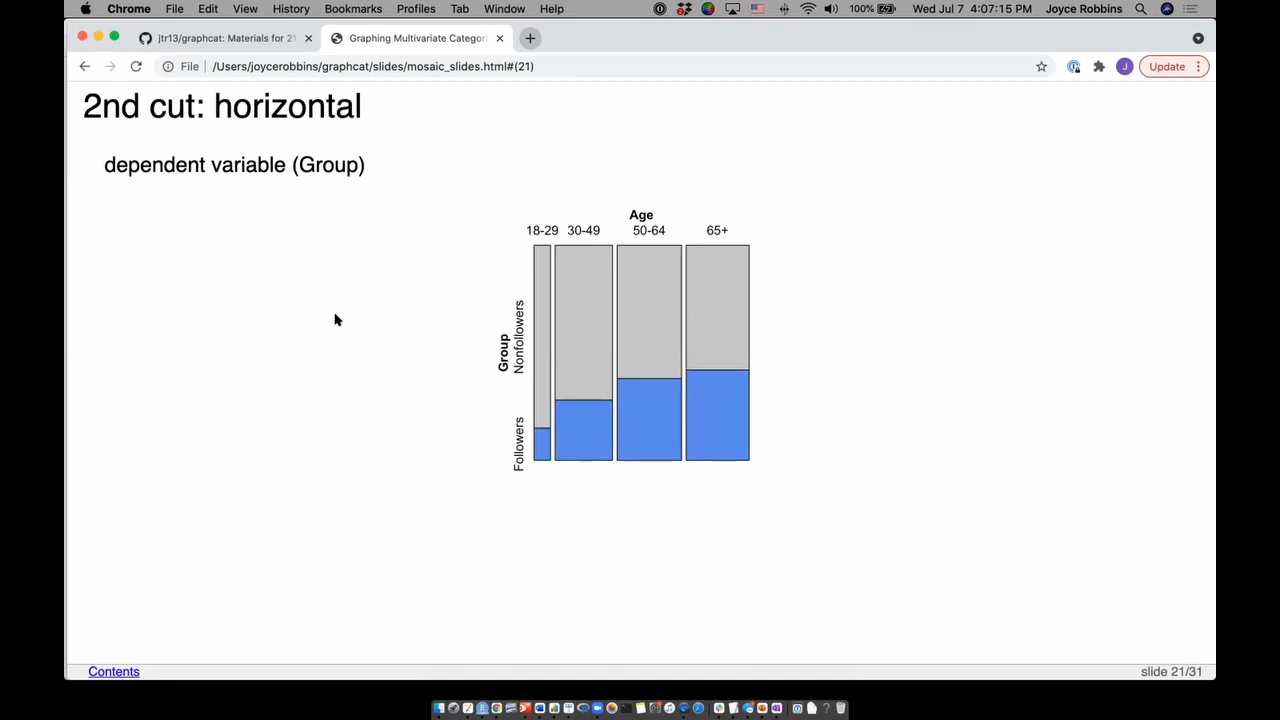 Chrome File Edit View History Bookmarks Profiles Tab Window Help 100% Wed Jul 7 4:07:15 PM Joyce Robbins
jtr13/graphcat: Materials for 21
Graphing Multivariate Categori
File /Users/joycerobbins/graphcat/slides/mosaic_slides.html#(21) J Update
2nd cut: horizontal
dependent variable (Group)
Age
18-29 30-49 50-64 65+
Group
Nonfollowers
Followers
Contents
slide 21/31